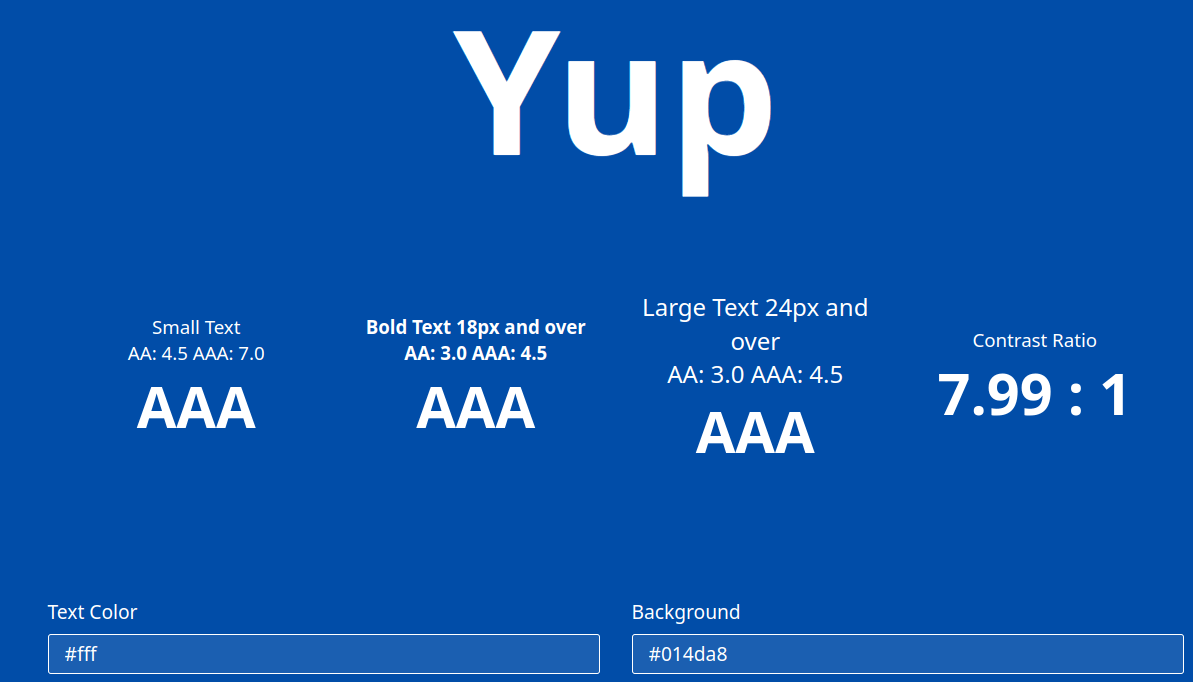 Yup
Small Text
AA: 4.5 AAA: 7.0
AAA
Bold Text 18px and over
AA: 3.0 AAA: 4.5
AAA
Large Text 24px and
over
AA: 3.0 AAA: 4.5
AAA
Contrast Ratio
7.99 : 1
Text Color
#fff
Background
#014da8